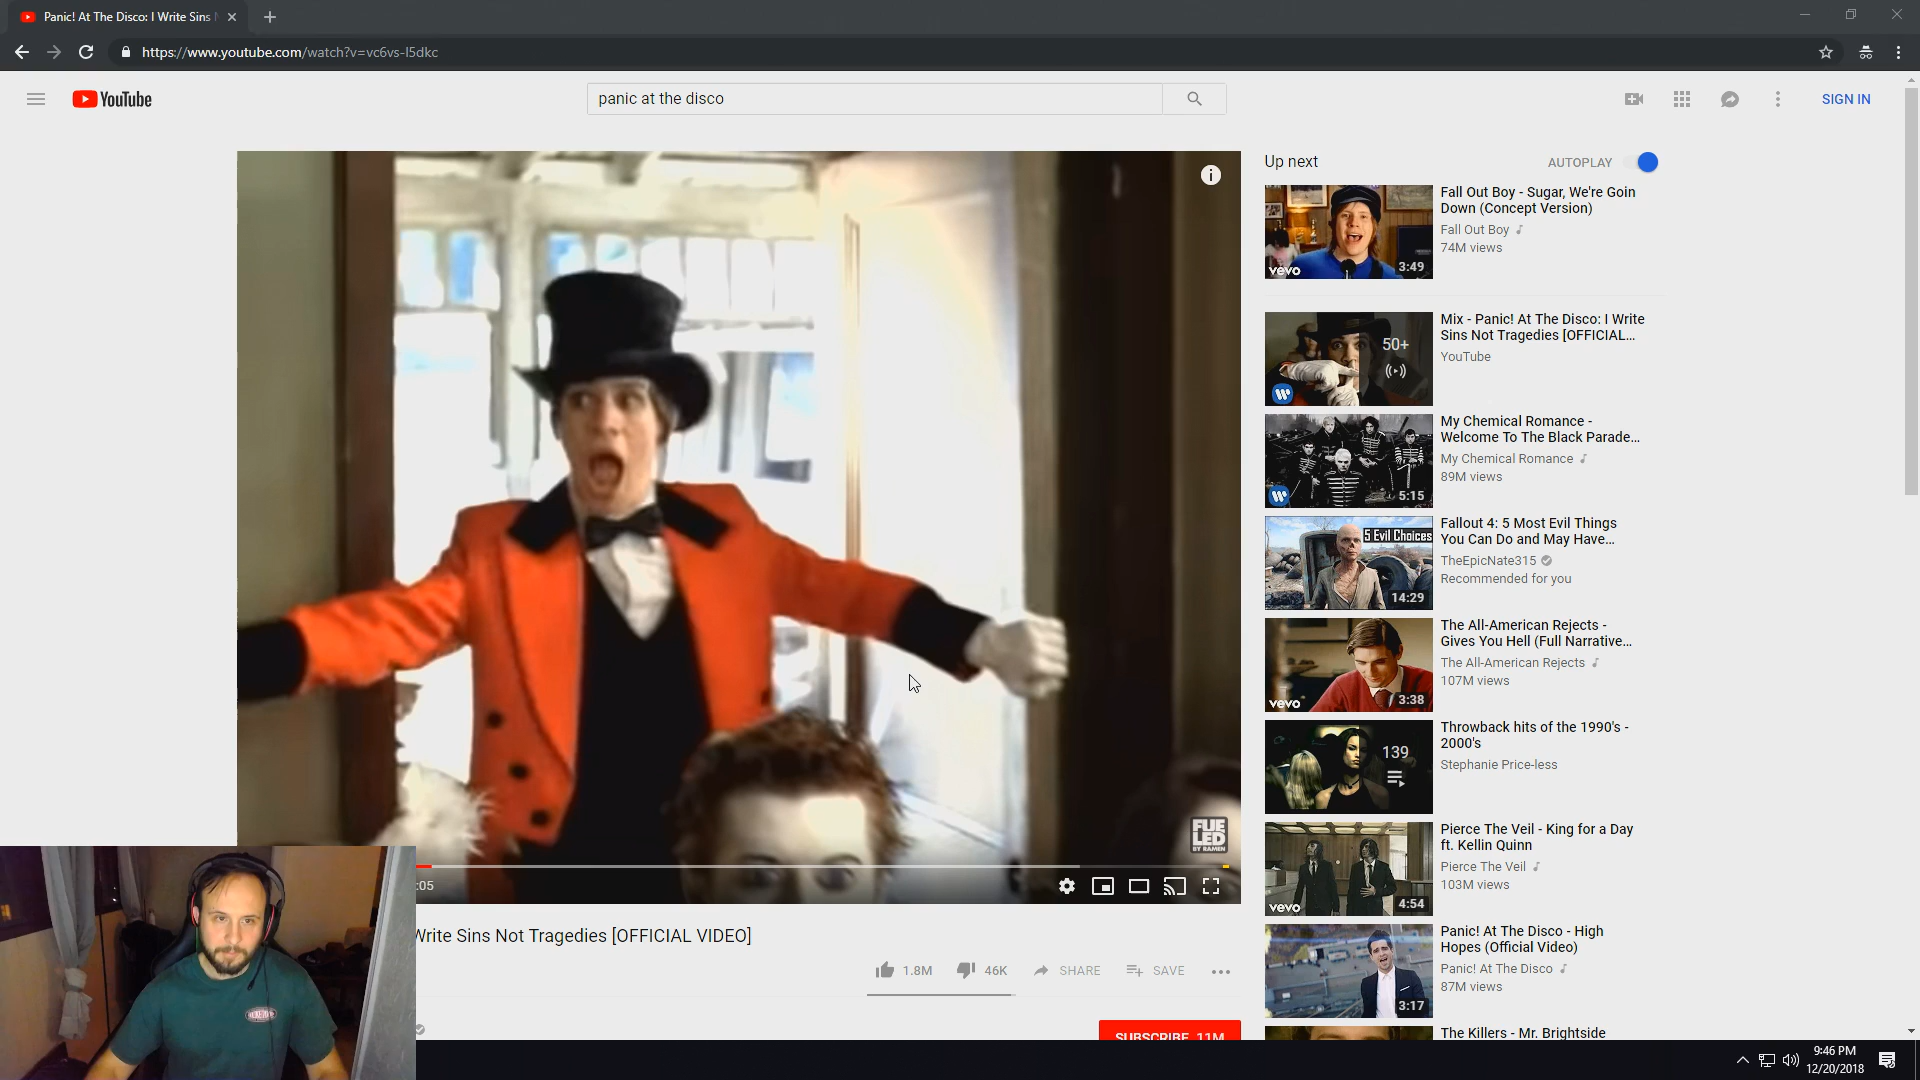 Panic! At The Disco: I Write Sins
https://www.youtube.com/watch?v=vc6vs-l5dkc
YouTube
panic at the disco
SIGN IN
Up next
AUTOPLAY
Fall Out Boy - Sugar, We're Goin
Down (Concept Version)
Fall Out Boy
74M views
vevo
3:49
Mix - Panic! At The Disco: I Write
Sins Not Tragedies [OFFICIAL...
YouTube
50+
My Chemical Romance -
Welcome To The Black Parade...
My Chemical Romance
89M views
5:15
Fallout 4: 5 Most Evil Things
You Can Do and May Have...
TheEpicNate315
Recommended for you
5 Evil Choices
14:29
The All-American Rejects -
Gives You Hell (Full Narrative...
The All-American Rejects
107M views
vevo
3:38
Throwback hits of the 1990's -
2000's
Stephanie Price-less
139
Pierce The Veil - King for a Day
ft. Kellin Quinn
Pierce The Veil
103M views
vevo
4:54
Panic! At The Disco - High
Hopes (Official Video)
Panic! At The Disco
87M views
3:17
The Killers - Mr. Brightside
FUE
LED
BY RAMEN
:05
Write Sins Not Tragedies [OFFICIAL VIDEO]
1.8M
46K
SHARE
SAVE
SUBSCRIBE 11M
9:46 PM
12/20/2018